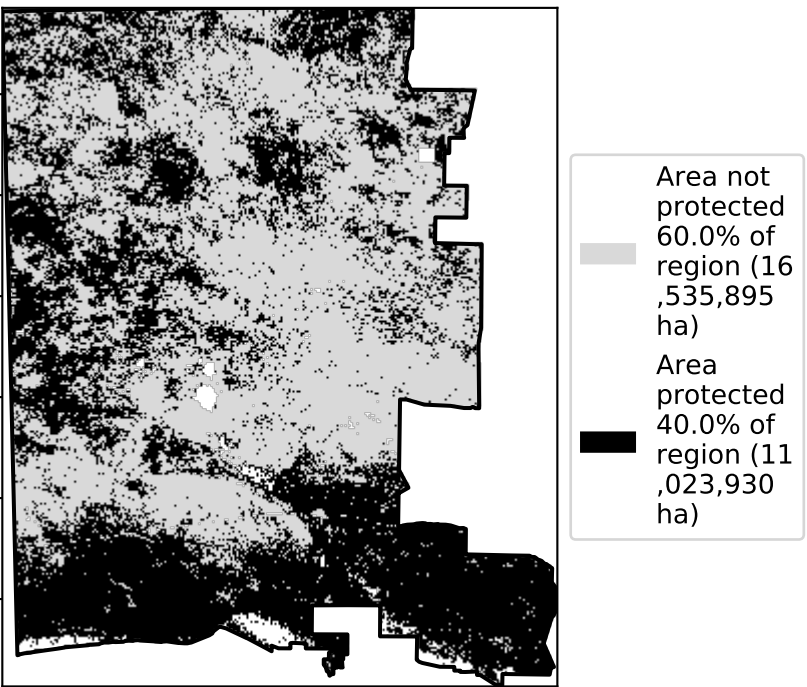 Area not
protected
60.0% of
region (16
,535,895
ha)
Area
protected
40.0% of
region (11
,023,930
ha)